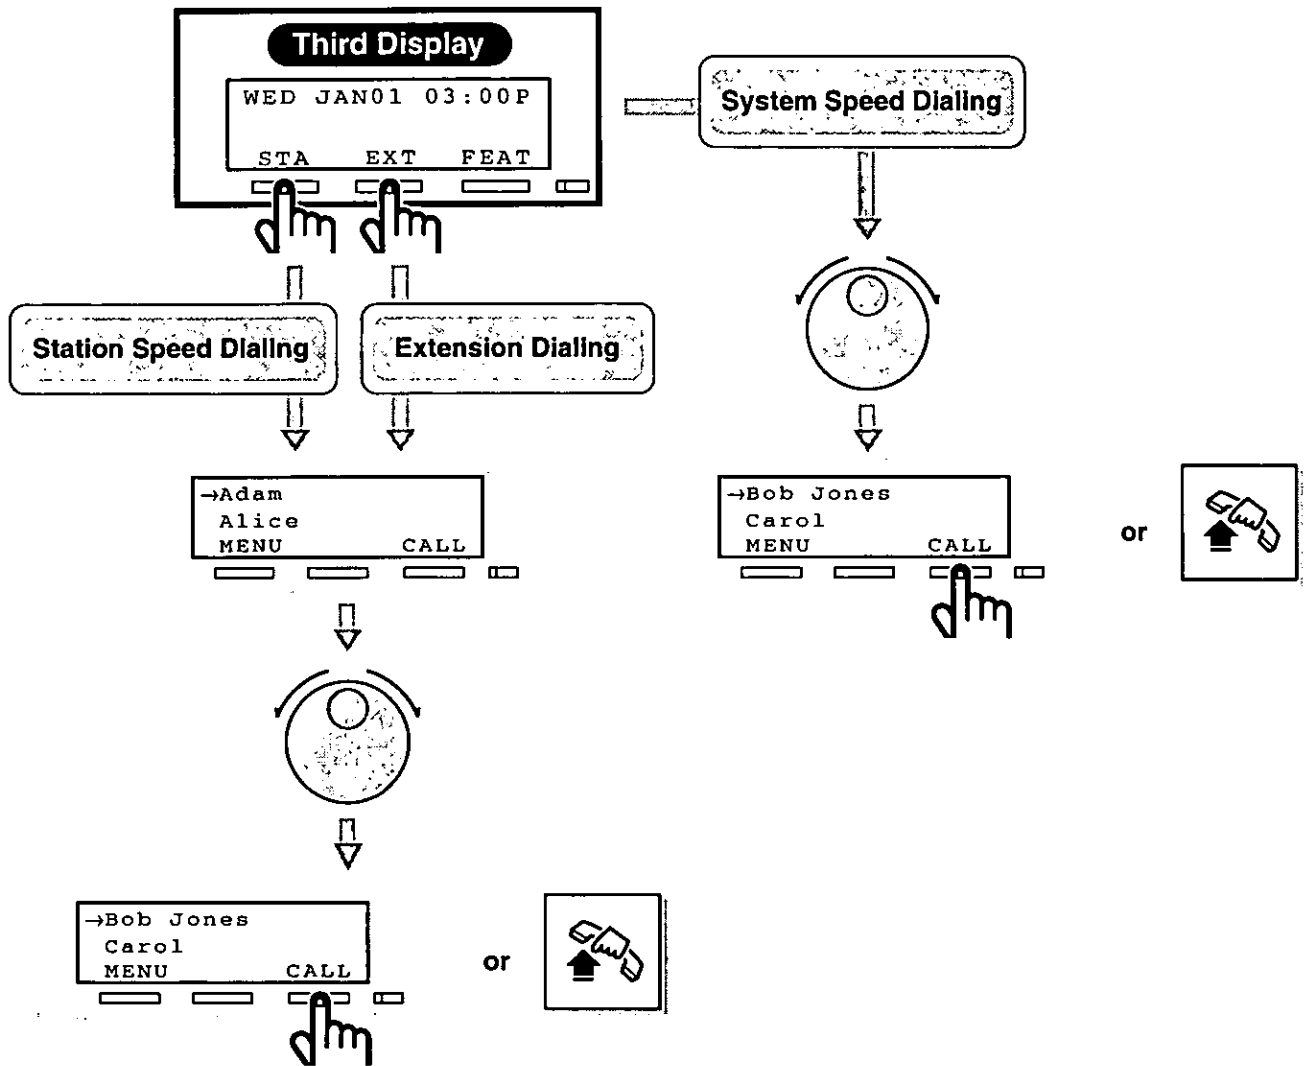 Third Display
WED JAN01 03:00P
STA EXT FEAT
System Speed Dialing
Station Speed Dialing
Extension Dialing
→Adam
Alice
MENU CALL
→Bob Jones
Carol
MENU CALL
or
→Bob Jones
Carol
MENU CALL
or